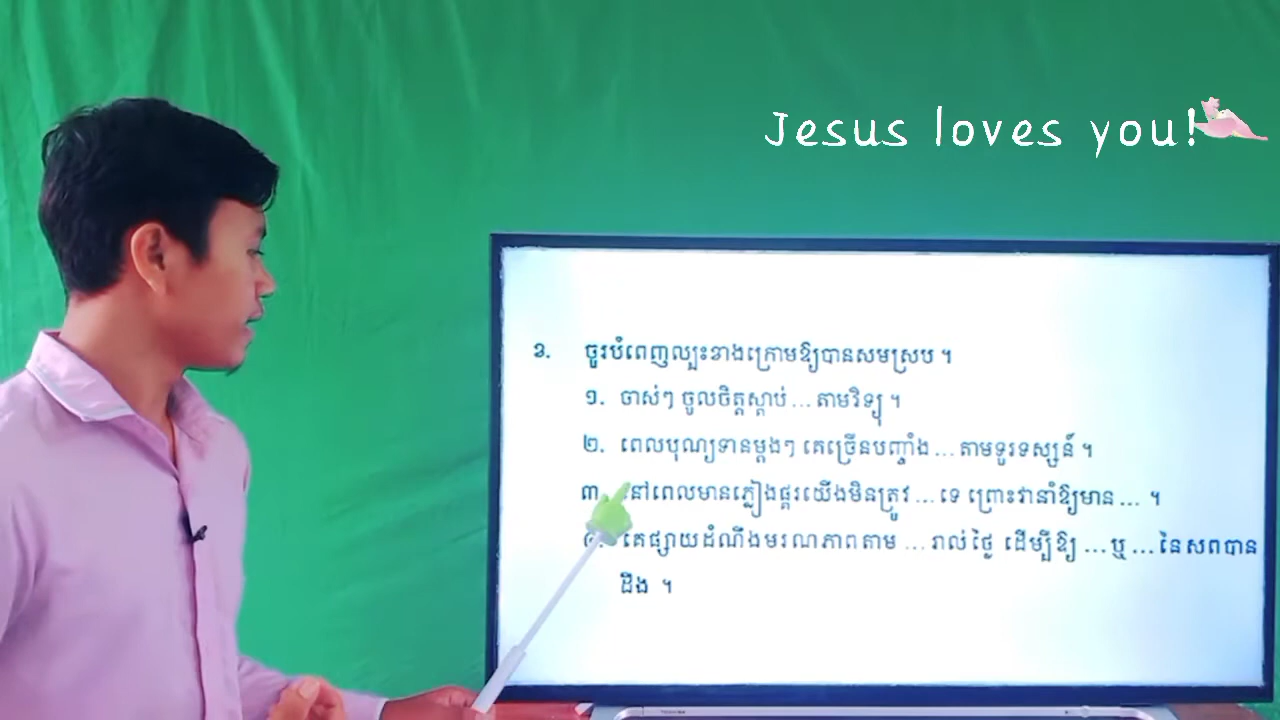 Jesus loves you!
ខ. ចូរបំពេញល្បះខាងក្រោមឱ្យបានសមស្រប ។
១. ចាស់ៗ ចូលចិត្តស្តាប់ ... តាមវិទ្យុ ។
២. ពេលបុណ្យទានម្តងៗ គេច្រើនបញ្ចាំង ... តាមទូរទស្សន៍ ។
៣. នៅពេលមានភ្លៀងផ្គរយើងមិនត្រូវ ... ទេ ព្រោះវានាំឱ្យមាន ... ។
៤. គេផ្សាយដំណឹងមរណភាពតាម ... រាល់ថ្ងៃ ដើម្បីឱ្យ ... ឬ ... នៃសពបាន
ដឹង ។